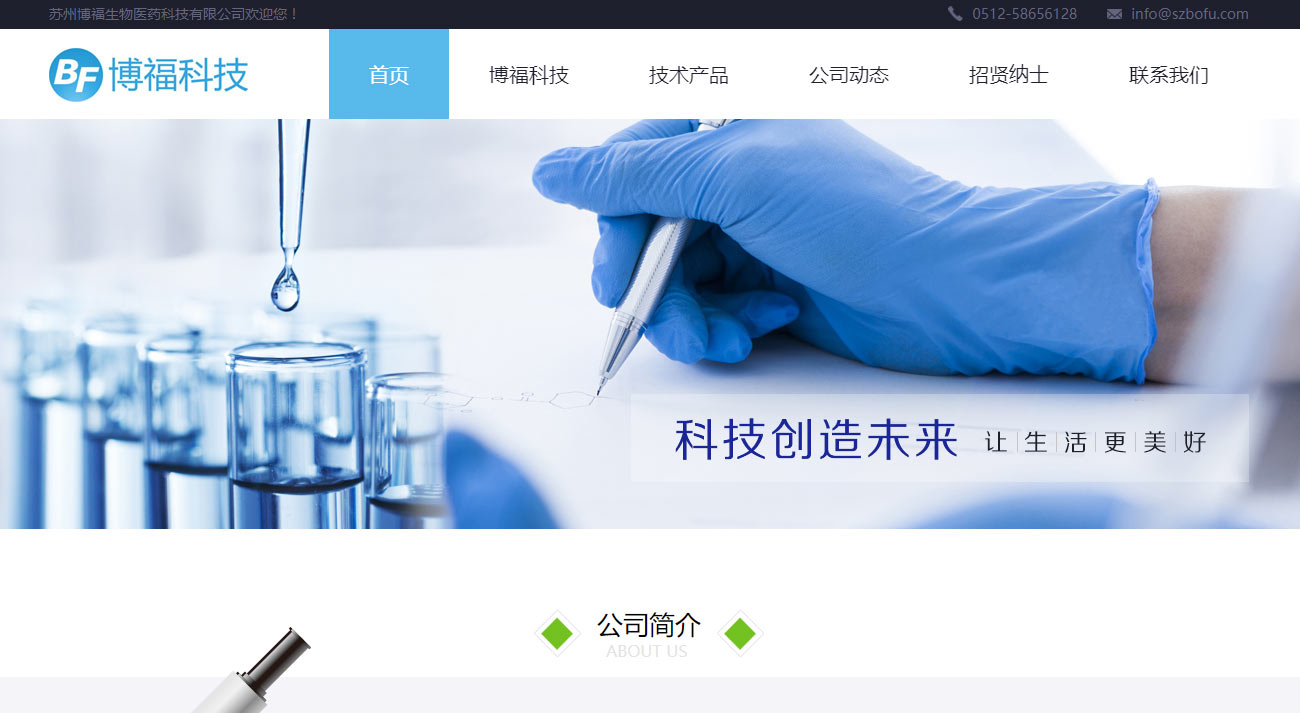 苏州博福生物医药科技有限公司欢迎您！ 0512-58656128 info@szbofu.com
BF 博福科技 首页 博福科技 技术产品 公司动态 招贤纳士 联系我们
科技创造未来 让生活更美好
公司简介
ABOUT US